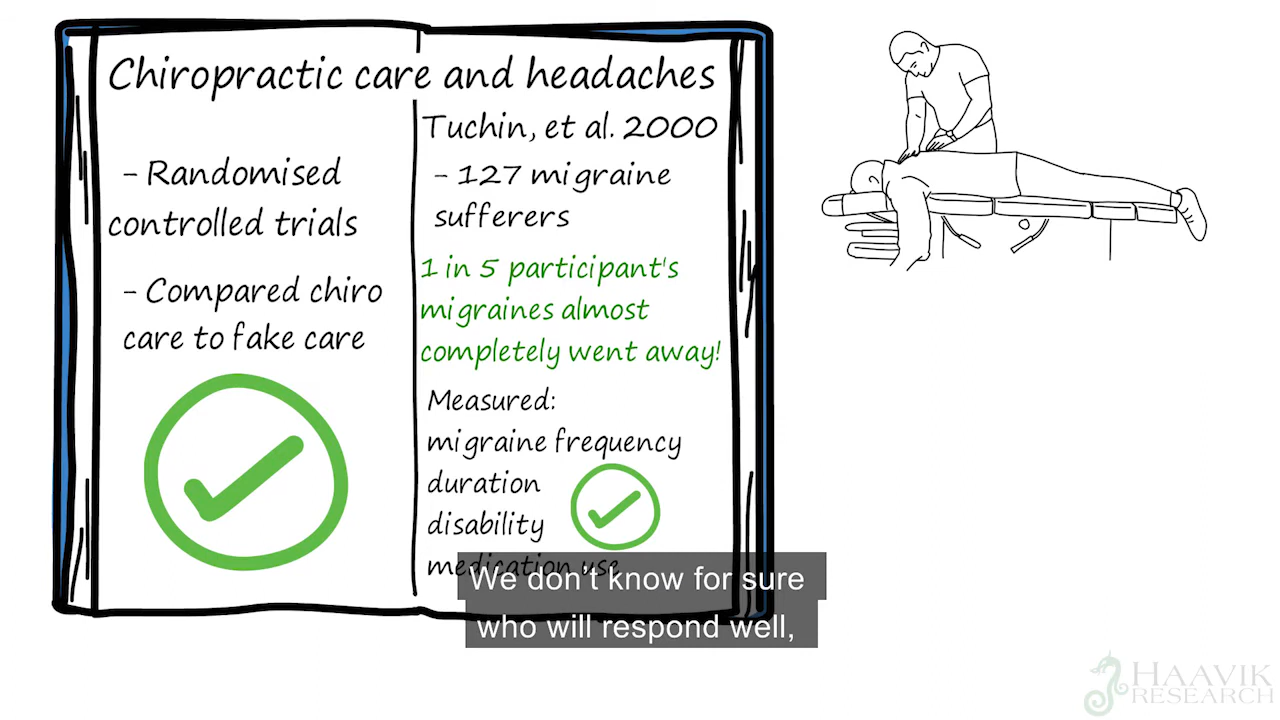 Chiropractic care and headaches
- Randomised
controlled trials
- Compared chiro
care to fake care
Tuchin, et al. 2000
- 127 migraine
sufferers
1 in 5 participant's
migraines almost
completely went away!
Measured:
migraine frequency
duration
disability
medication use
We don't know for sure
who will respond well,
HAAVIK
RESEARCH